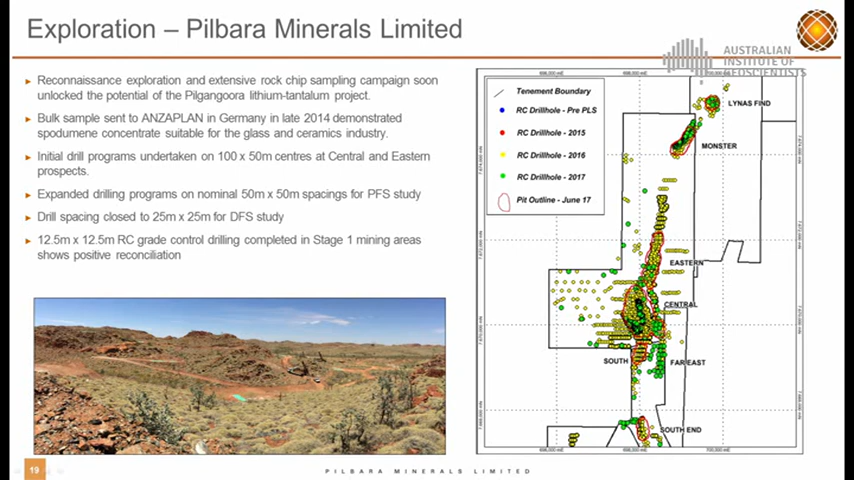 Exploration – Pilbara Minerals Limited
AUSTRALIAN
INSTITUTE OF
GEOSCIENTISTS
Reconnaissance exploration and extensive rock chip sampling campaign soon
unlocked the potential of the Pilgangoora lithium-tantalum project.
Bulk sample sent to ANZAPLAN in Germany in late 2014 demonstrated
spodumene concentrate suitable for the glass and ceramics industry.
Initial drill programs undertaken on 100 x 50m centres at Central and Eastern
prospects.
Expanded drilling programs on nominal 50m x 50m spacings for PFS study
Drill spacing closed to 25m x 25m for DFS study
12.5m x 12.5m RC grade control drilling completed in Stage 1 mining areas
shows positive reconciliation
Tenement Boundary
RC Drillhole - Pre PLS
RC Drillhole - 2015
RC Drillhole - 2016
RC Drillhole - 2017
Pit Outline - June 17
LYNAS FIND
MONSTER
EASTERN
CENTRAL
SOUTH
FAR EAST
SOUTH END
19
PILBARA MINERALS LIMITED